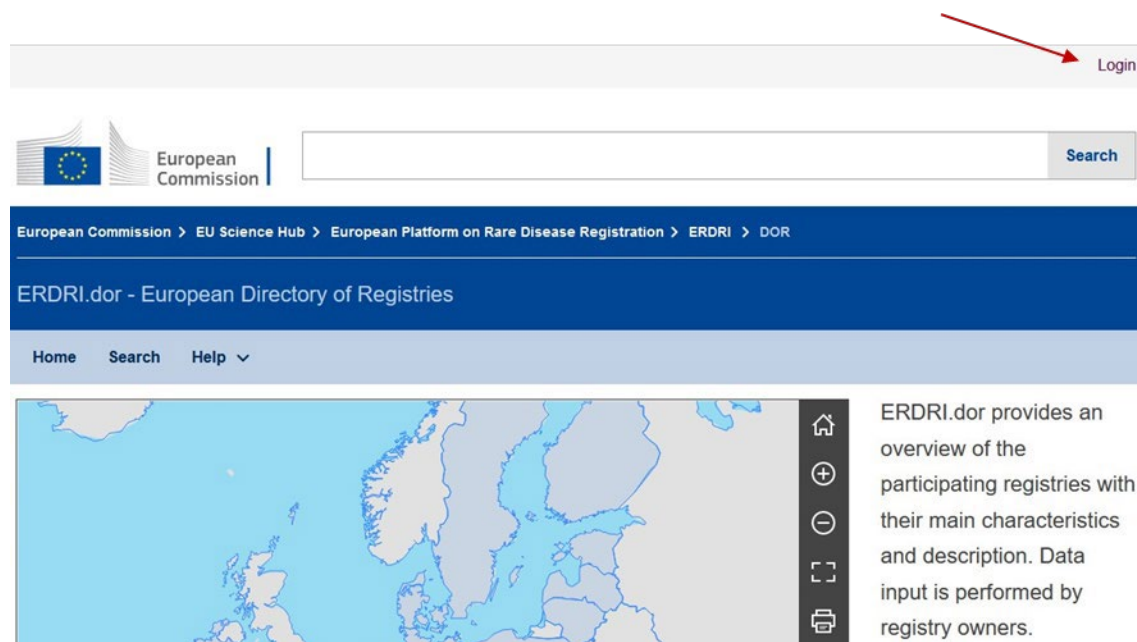 Login
European
Commission
Search
European Commission > EU Science Hub > European Platform on Rare Disease Registration > ERDRI > DOR
ERDRI.dor - European Directory of Registries
Home Search Help
ERDRI.dor provides an
overview of the
participating registries with
their main characteristics
and description. Data
input is performed by
registry owners.